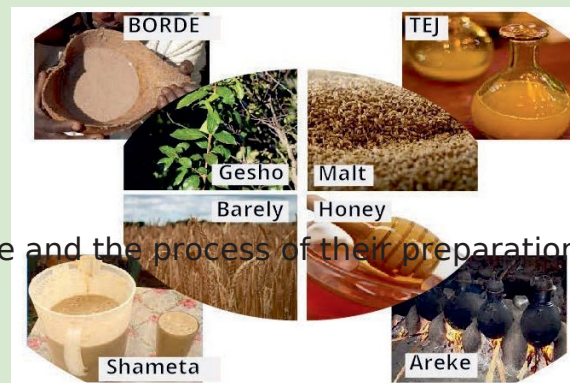 BORDE
TEJ
Gesho
Malt
Barely
Honey
e and the process of their preparation
Shameta
Areke